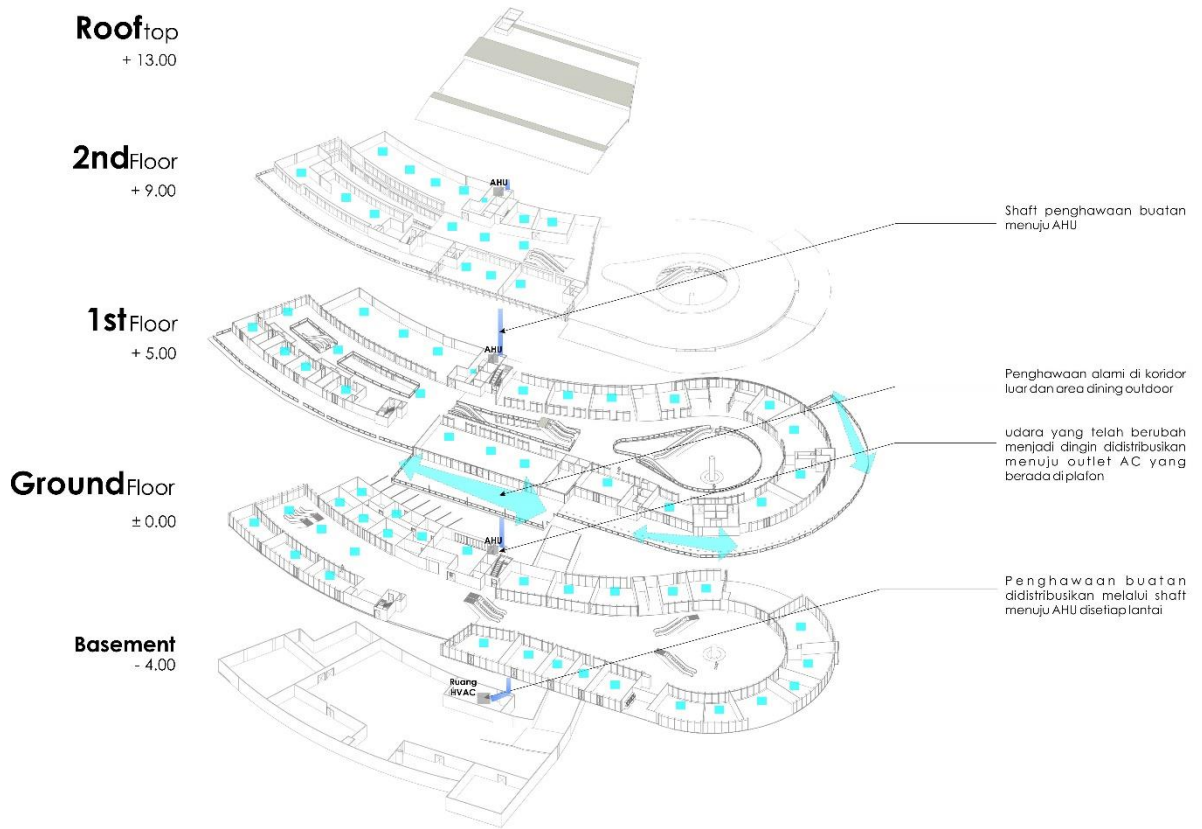 Rooftop
+ 13.00
2ndFloor
+ 9.00
AHU
Shaft penghawaan buatan
menuju AHU
1stFloor
+ 5.00
AHU
Penghawaan alami di koridor
luar dan area dining outdoor
udara yang telah berubah
menjadi dingin didistribusikan
menuju outlet AC yang
berada di plafon
GroundFloor
± 0.00
AHU
Penghawaan buatan
didistribusikan melalui shaft
menuju AHU disetiap lantai
Basement
- 4.00
Ruang
HVAC